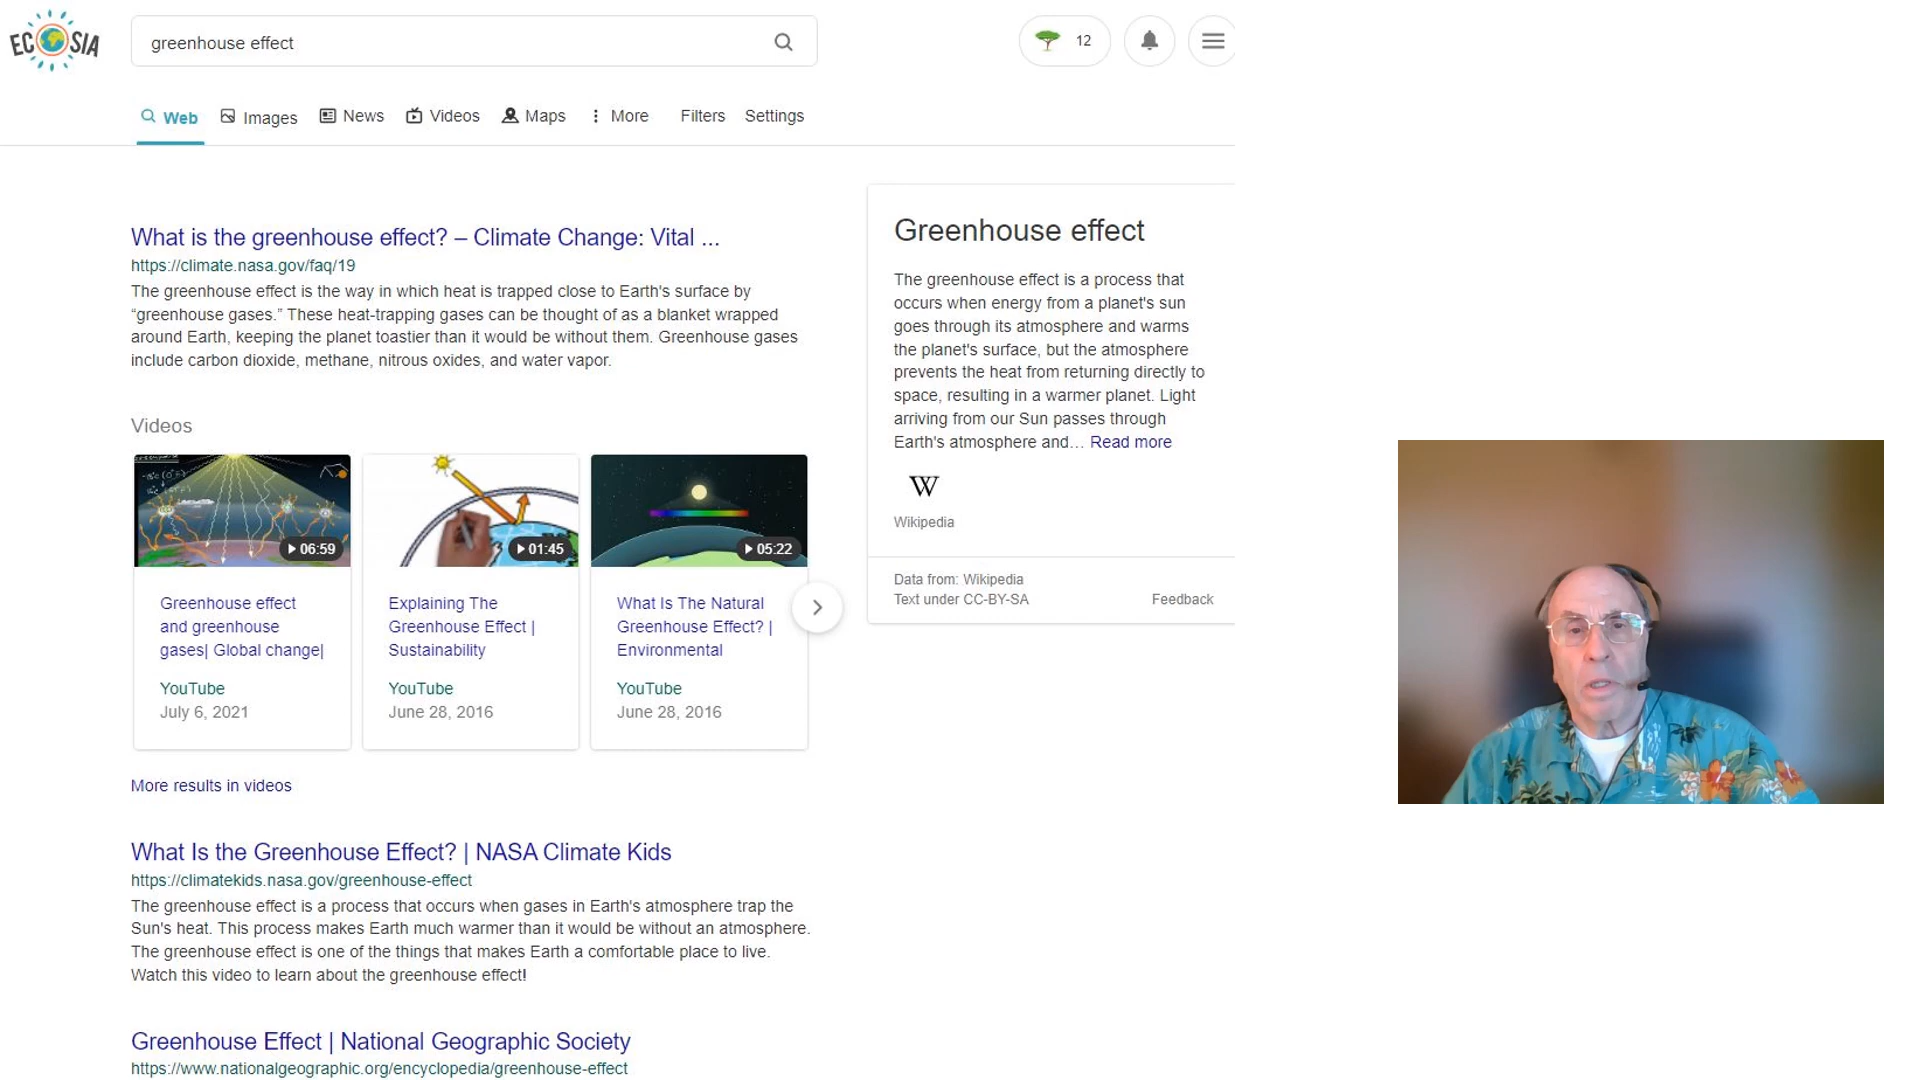 ECOSIA
greenhouse effect
12
Web
Images
News
Videos
Maps
More
Filters
Settings
What is the greenhouse effect? – Climate Change: Vital ...
https://climate.nasa.gov/faq/19
The greenhouse effect is the way in which heat is trapped close to Earth's surface by
“greenhouse gases.” These heat-trapping gases can be thought of as a blanket wrapped
around Earth, keeping the planet toastier than it would be without them. Greenhouse gases
include carbon dioxide, methane, nitrous oxides, and water vapor.
Videos
06:59
Greenhouse effect
and greenhouse
gases| Global change|
YouTube
July 6, 2021
01:45
Explaining The
Greenhouse Effect |
Sustainability
YouTube
June 28, 2016
05:22
What Is The Natural
Greenhouse Effect? |
Environmental
YouTube
June 28, 2016
More results in videos
What Is the Greenhouse Effect? | NASA Climate Kids
https://climatekids.nasa.gov/greenhouse-effect
The greenhouse effect is a process that occurs when gases in Earth's atmosphere trap the
Sun's heat. This process makes Earth much warmer than it would be without an atmosphere.
The greenhouse effect is one of the things that makes Earth a comfortable place to live.
Watch this video to learn about the greenhouse effect!
Greenhouse Effect | National Geographic Society
https://www.nationalgeographic.org/encyclopedia/greenhouse-effect
Greenhouse effect
The greenhouse effect is a process that
occurs when energy from a planet's sun
goes through its atmosphere and warms
the planet's surface, but the atmosphere
prevents the heat from returning directly to
space, resulting in a warmer planet. Light
arriving from our Sun passes through
Earth's atmosphere and… Read more
W
Wikipedia
Data from: Wikipedia
Text under CC-BY-SA
Feedback